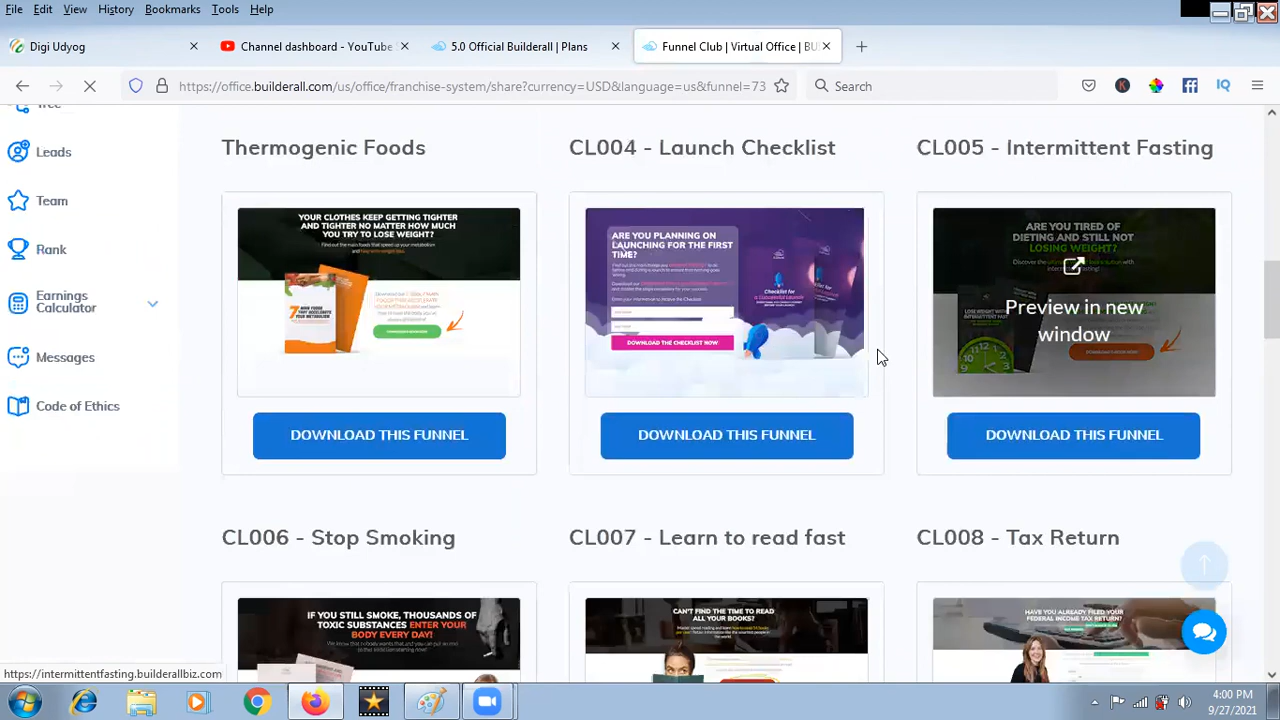 File Edit View History Bookmarks Tools Help
Digi Udyog
Channel dashboard - YouTube
5.0 Official Builderall | Plans
Funnel Club | Virtual Office | BU
https://office.builderall.com/us/office/franchise-system/share?currency=USD&language=us&funnel=73
Search
Tree
Leads
Team
Rank
Earnings
Calculator
Messages
Code of Ethics
Thermogenic Foods
YOUR CLOTHES KEEP GETTING TIGHTER
AND TIGHTER NO MATTER HOW MUCH
YOU TRY TO LOSE WEIGHT?
DOWNLOAD THIS FUNNEL
CL004 - Launch Checklist
ARE YOU PLANNING ON
LAUNCHING FOR THE FIRST
TIME?
DOWNLOAD THE CHECKLIST NOW
DOWNLOAD THIS FUNNEL
CL005 - Intermittent Fasting
ARE YOU TIRED OF
DIETING AND STILL NOT
LOSING WEIGHT?
Preview in new
window
DOWNLOAD THIS FUNNEL
CL006 - Stop Smoking
IF YOU STILL SMOKE, THOUSANDS OF
TOXIC SUBSTANCES ENTER YOUR
BODY EVERY DAY!
CL007 - Learn to read fast
CAN'T FIND THE TIME TO READ
ALL YOUR BOOKS?
CL008 - Tax Return
HAVE YOU ALREADY FILED YOUR
FEDERAL INCOME TAX RETURN?
https://intermittentfasting.builderallbiz.com
4:00 PM
9/27/2021